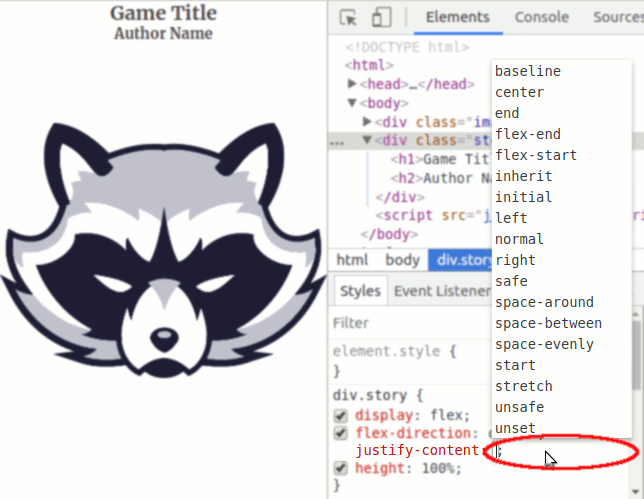 Game Title
Author Name
Elements Console Sources
<!DOCTYPE html>
<html>
<head>…</head>
<body>
<div class="im
... <div class="st
<h1>Game Tit
<h2>Author N
</div>
<script src="j
</body>
html body div.story
Styles Event Listener
Filter
element.style {
}
div.story {
display: flex;
flex-direction:
justify-content: ;
height: 100%;
}
baseline
center
end
flex-end
flex-start
inherit
initial
left
normal
right
safe
space-around
space-between
space-evenly
start
stretch
unsafe
unset